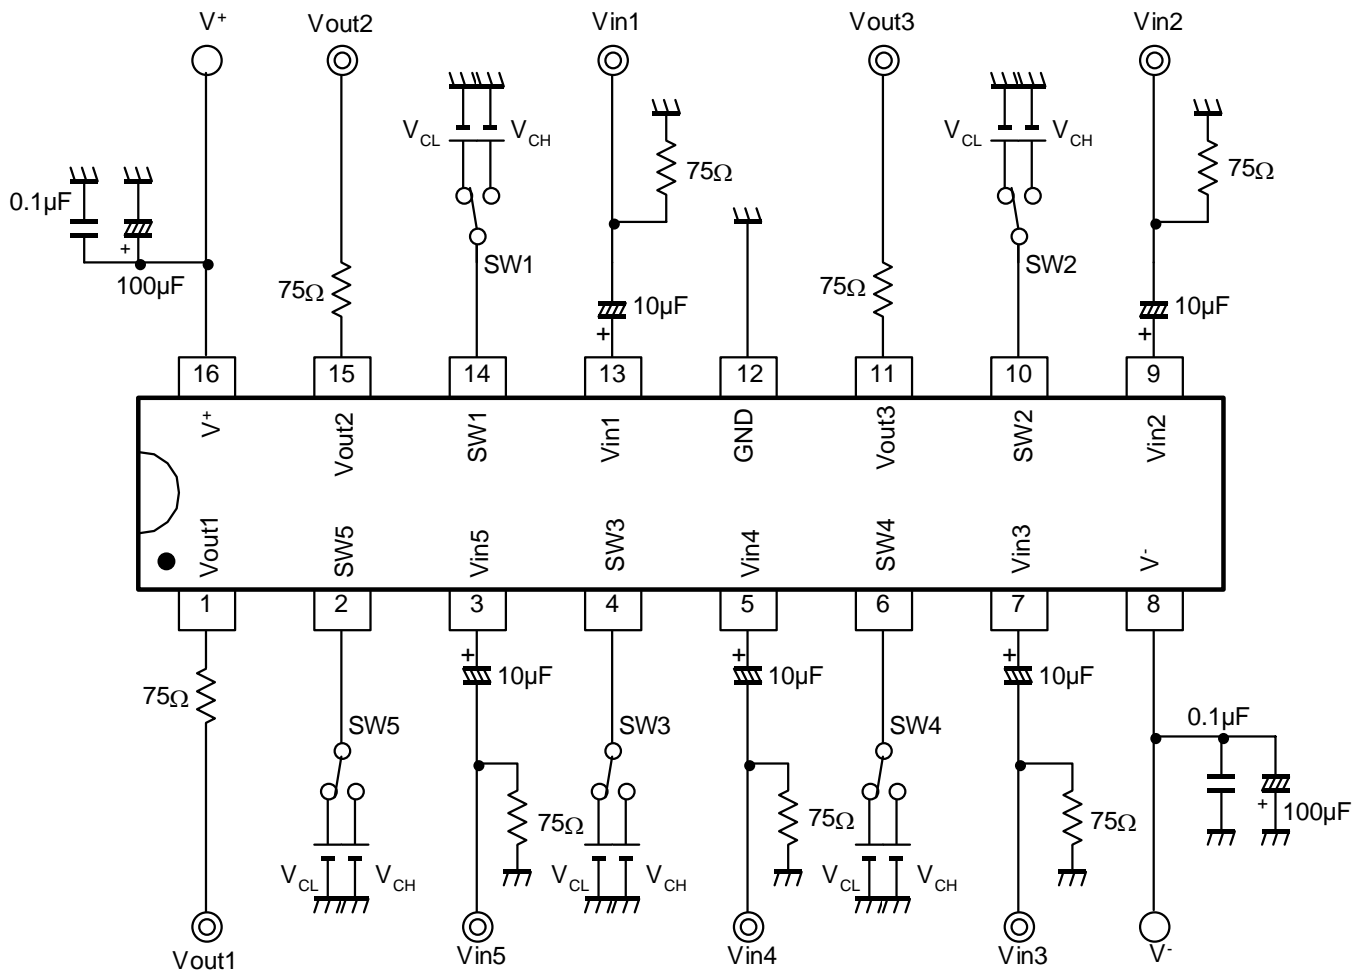 V+
Vout2
Vin1
Vout3
Vin2
VCL
VCH
VCL
VCH
75Ω
75Ω
0.1µF
+
100µF
SW1
SW2
75Ω
10µF
+
75Ω
10µF
+
16
15
14
13
12
11
10
9
V+
Vout2
SW1
Vin1
GND
Vout3
SW2
Vin2
Vout1
SW5
Vin5
SW3
Vin4
SW4
Vin3
V-
1
2
3
4
5
6
7
8
+
10µF
+
10µF
+
10µF
75Ω
SW5
SW3
SW4
0.1µF
75Ω
75Ω
75Ω
+
100µF
VCL
VCH
VCL
VCH
VCL
VCH
Vout1
Vin5
Vin4
Vin3
V-